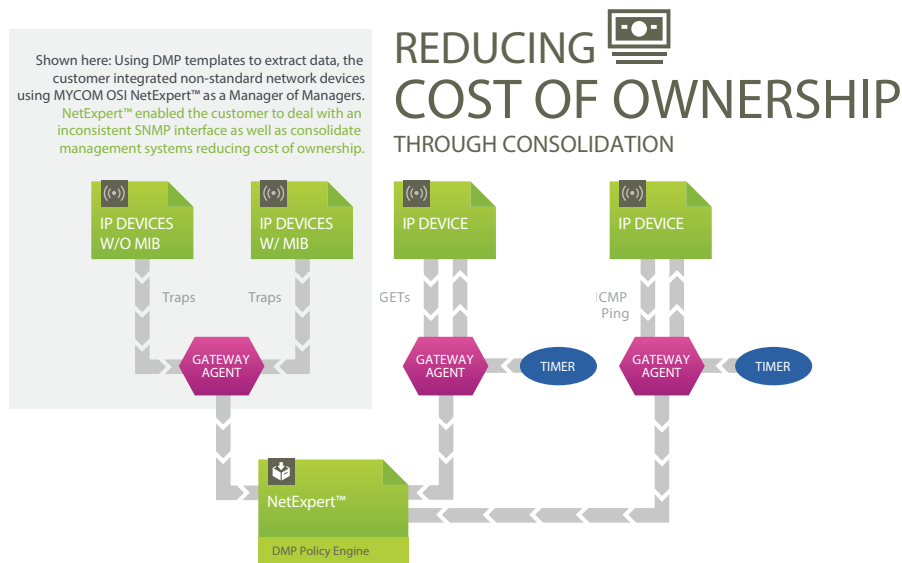 Shown here: Using DMP templates to extract data, the
customer integrated non-standard network devices
using MYCOM OSI NetExpert™ as a Manager of Managers.
NetExpert™ enabled the customer to deal with an
inconsistent SNMP interface as well as consolidate
management systems reducing cost of ownership.
REDUCING
COST OF OWNERSHIP
THROUGH CONSOLIDATION
IP DEVICES
W/O MIB
IP DEVICES
W/ MIB
IP DEVICE
IP DEVICE
Traps
Traps
GETs
ICMP
Ping
GATEWAY
AGENT
GATEWAY
AGENT
TIMER
GATEWAY
AGENT
TIMER
NetExpert™
DMP Policy Engine